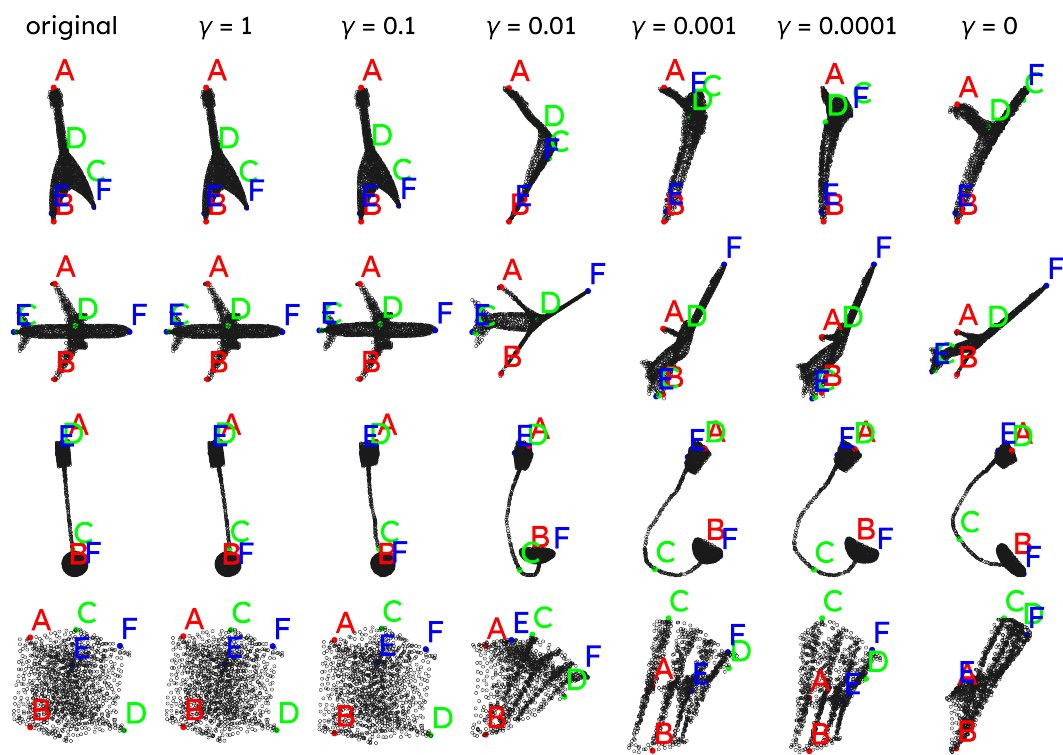 original γ = 1 γ = 0.1 γ = 0.01 γ = 0.001 γ = 0.0001 γ = 0
A A A A A E C F C F
D D D D D D A D
C F C F C F C F
E B E B E B E B E B E B E B
A A A A F F F
E C D F E C D F E C D F E C D A D A D A D
B B B B E B E B E C B
E D A E D A E D A D A E D A E D A E D A
C C C C C C C
B F B F B F B F B F B F B F
A C F A C F A C F A E C F C F C F C D F
E E E A E D A E D E A
B D B D B D B D B B B